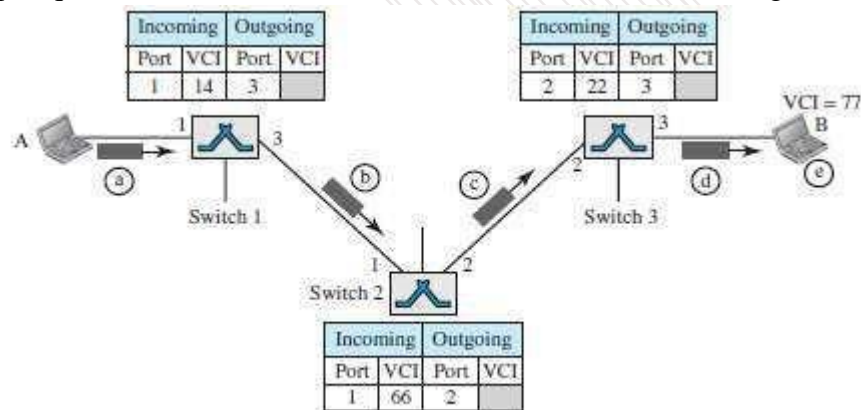 Incoming Outgoing
Port VCI Port VCI
1 14 3
Incoming Outgoing
Port VCI Port VCI
2 22 3
VCI = 77
A
1
3
3
B
a
b
c
2
d
e
Switch 1
Switch 3
1
2
Switch 2
Incoming Outgoing
Port VCI Port VCI
1 66 2